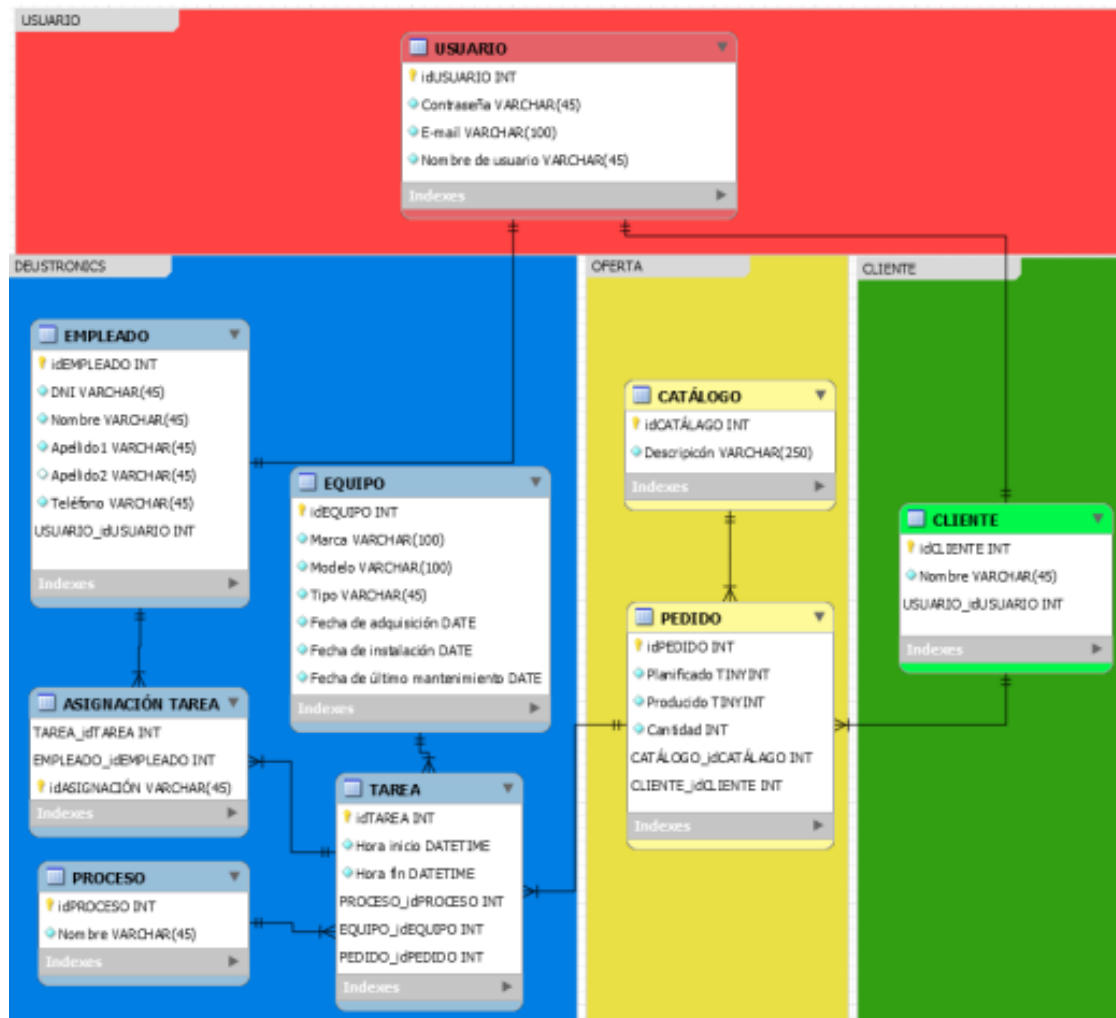 USUARIO
USUARIO
idUSUARIO INT
Contraseña VARCHAR(45)
E-mail VARCHAR(100)
Nombre de usuario VARCHAR(45)
Indexes
DEUSTRONICS
EMPLEADO
idEMPLEADO INT
DNI VARCHAR(45)
Nombre VARCHAR(45)
Apellido1 VARCHAR(45)
Apellido2 VARCHAR(45)
Teléfono VARCHAR(45)
USUARIO_idUSUARIO INT
Indexes
EQUIPO
idEQUIPO INT
Marca VARCHAR(100)
Modelo VARCHAR(100)
Tipo VARCHAR(45)
Fecha de adquisición DATE
Fecha de instalación DATE
Fecha de último mantenimiento DATE
Indexes
ASIGNACIÓN TAREA
TAREA_idTAREA INT
EMPLEADO_idEMPLEADO INT
idASIGNACIÓN VARCHAR(45)
Indexes
PROCESO
idPROCESO INT
Nombre VARCHAR(45)
Indexes
TAREA
idTAREA INT
Hora inicio DATETIME
Hora fin DATETIME
PROCESO_idPROCESO INT
EQUIPO_idEQUIPO INT
PEDIDO_idPEDIDO INT
Indexes
OFERTA
CATÁLOGO
idCATÁLAGO INT
Descripicón VARCHAR(250)
Indexes
PEDIDO
idPEDIDO INT
Planificado TINYINT
Producido TINYINT
Cantidad INT
CATÁLOGO_idCATÁLAGO INT
CLIENTE_idCLIENTE INT
Indexes
CLIENTE
CLIENTE
idCLIENTE INT
Nombre VARCHAR(45)
USUARIO_idUSUARIO INT
Indexes